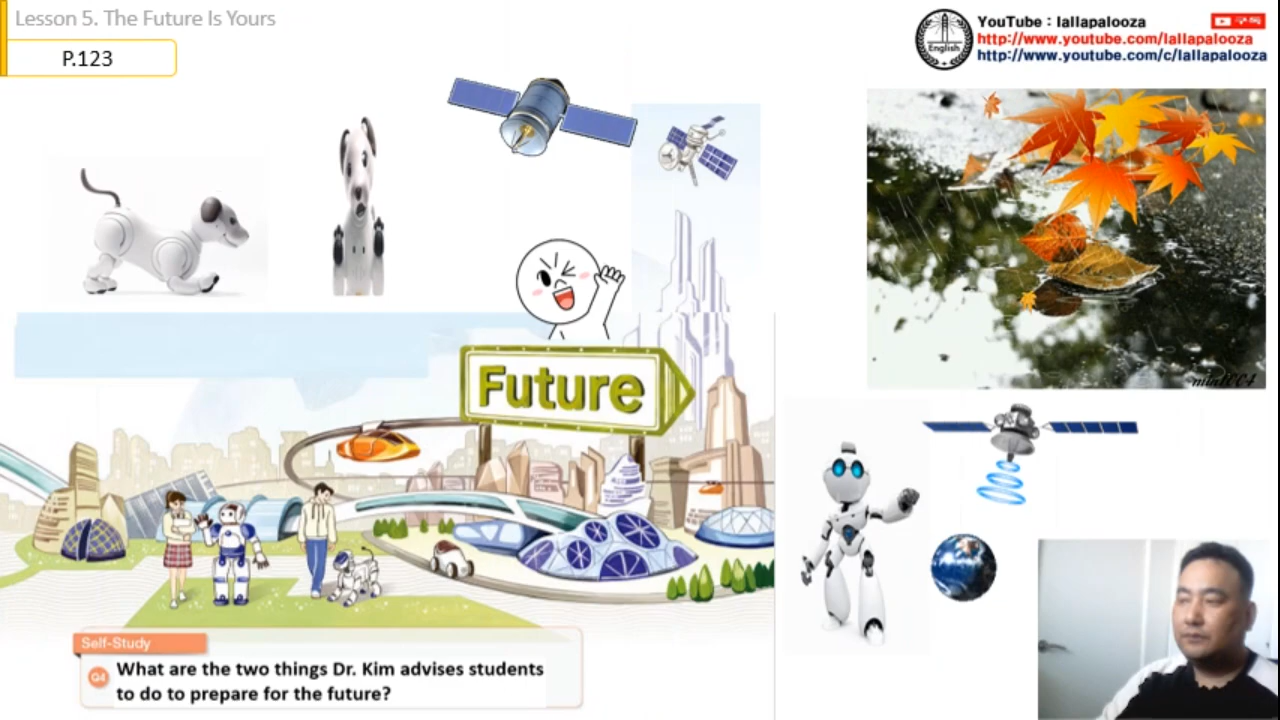 Lesson 5. The Future Is Yours
P.123
English
YouTube : lallapalooza
http://www.youtube.com/lallapalooza
http://www.youtube.com/c/lallapalooza
min1004
Future
Self-Study
Q4
What are the two things Dr. Kim advises students
to do to prepare for the future?